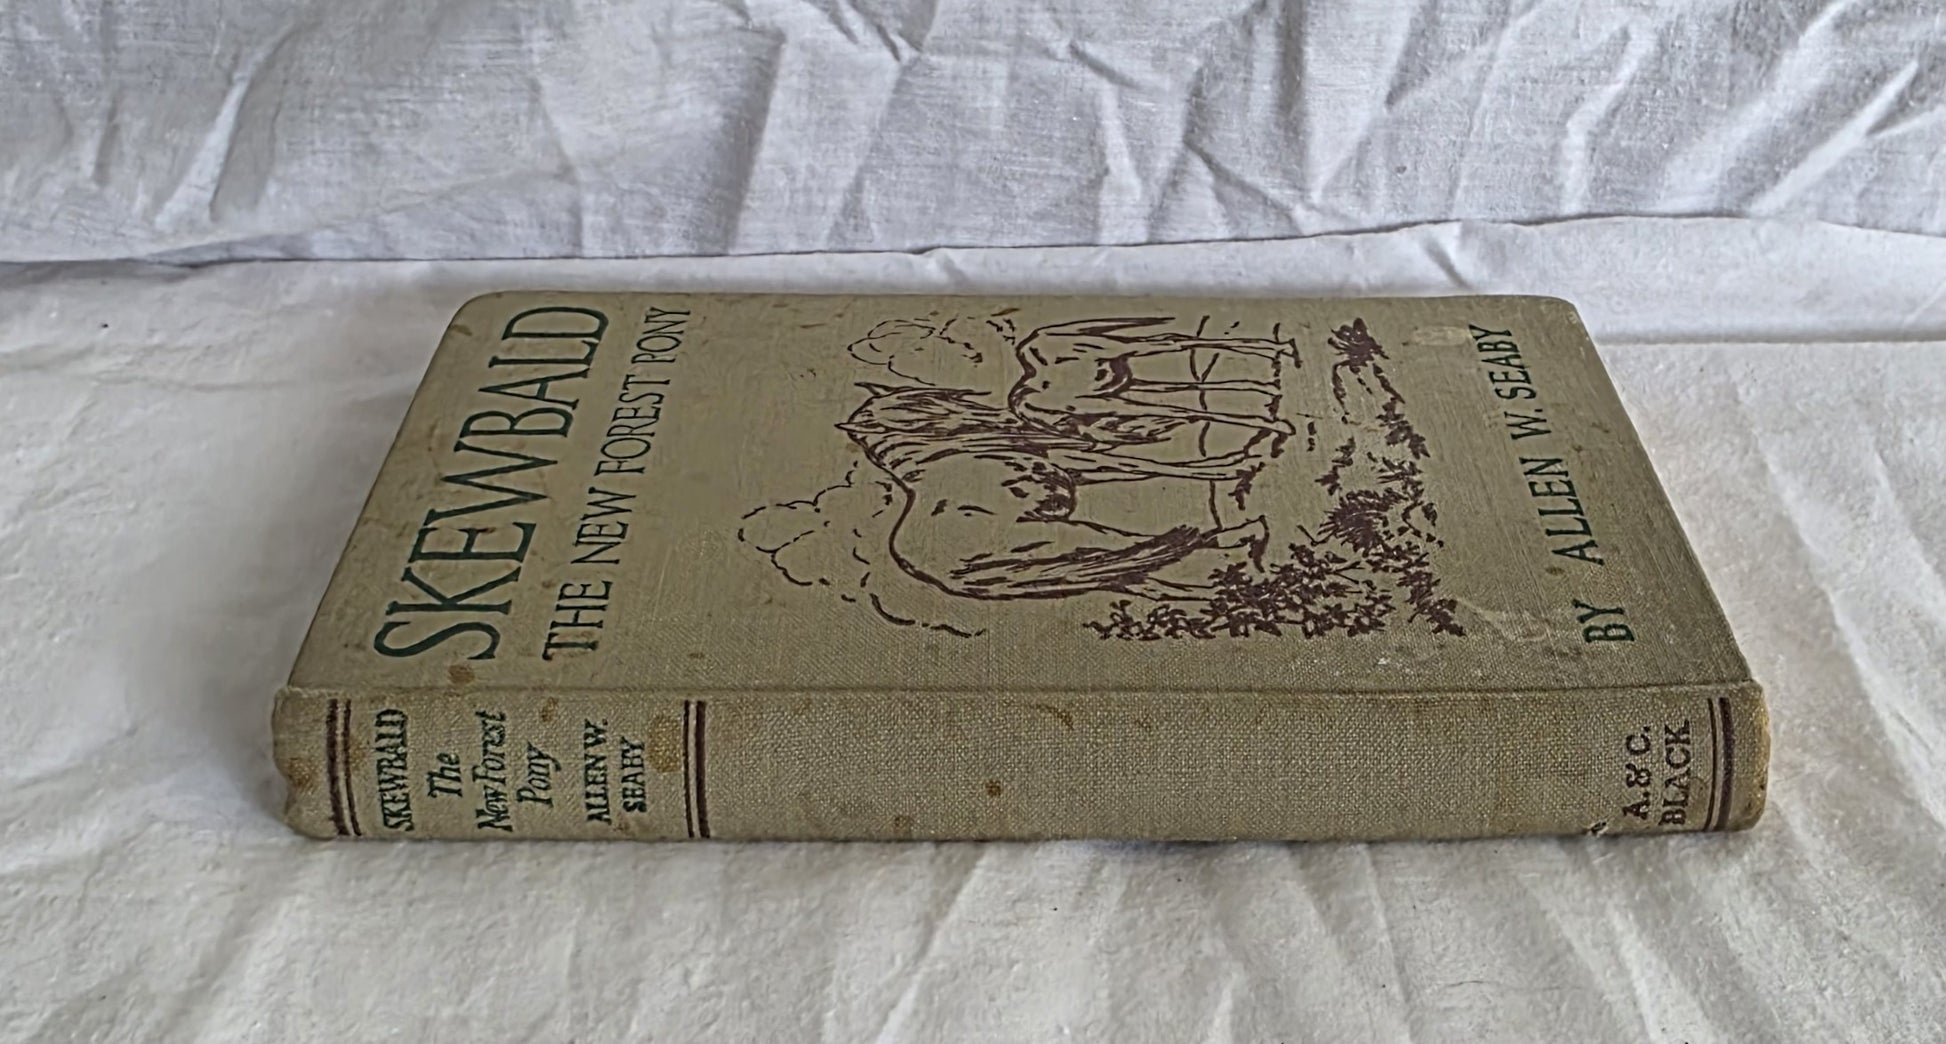 SKEWBALD
THE NEW FOREST PONY
BY ALLEN W. SEABY
SKEWBALD
The
New Forest
Pony
ALLEN W.
SEABY
A. & C.
BLACK